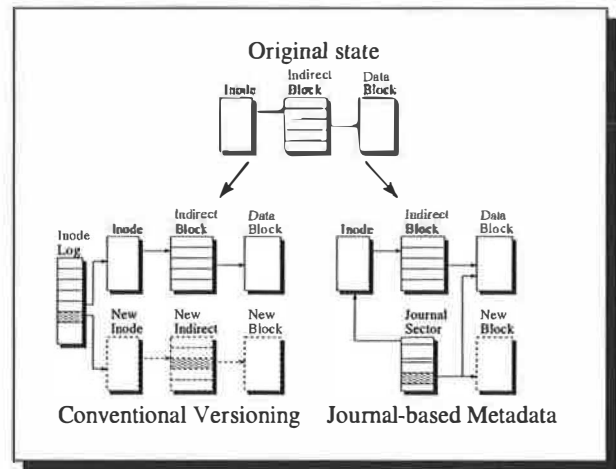 Original state
Inode
Indirect
Block
Data
Block
Inode
Log
Inode
Indirect
Block
Data
Block
New
Inode
New
Indirect
New
Block
Conventional Versioning
Inode
Indirect
Block
Data
Block
Journal
Sector
New
Block
Journal-based Metadata